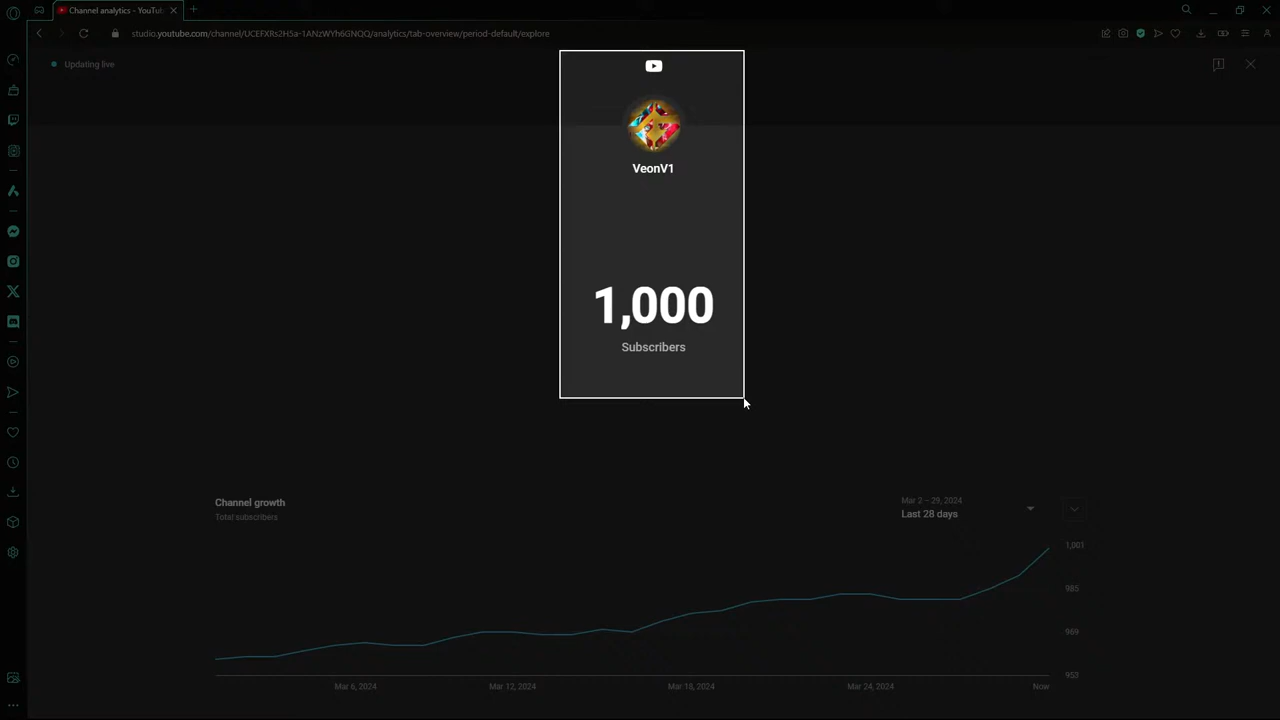 Channel analytics - YouTu
studio.youtube.com/channel/UCEFXRs2H5a-1ANzWYh6GNQQ/analytics/tab-overview/period-default/explore
Updating live
VeonV1
1,000
Subscribers
Channel growth
Total subscribers
Mar 2 – 29, 2024
Last 28 days
1,001
985
969
953
Mar 6, 2024
Mar 12, 2024
Mar 18, 2024
Mar 24, 2024
Now